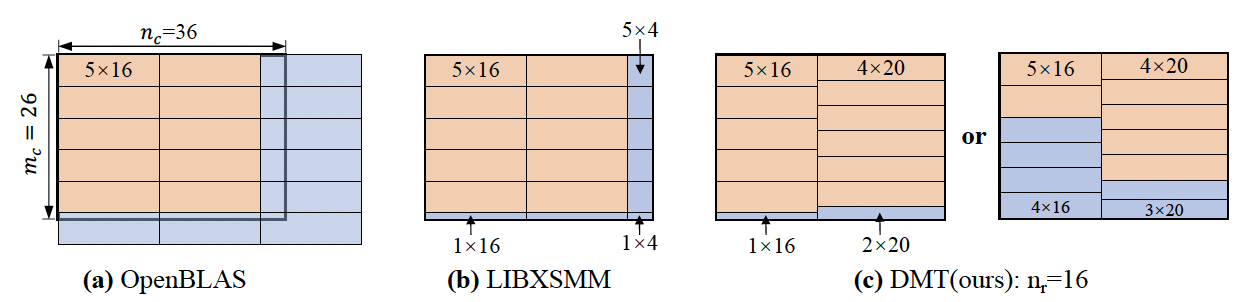 n_c=36
m_c = 26
5×16
(a) OpenBLAS
5×4
5×16
1×16
1×4
(b) LIBXSMM
5×16
4×20
1×16
2×20
or
5×16
4×20
4×16
3×20
(c) DMT(ours): n_r=16